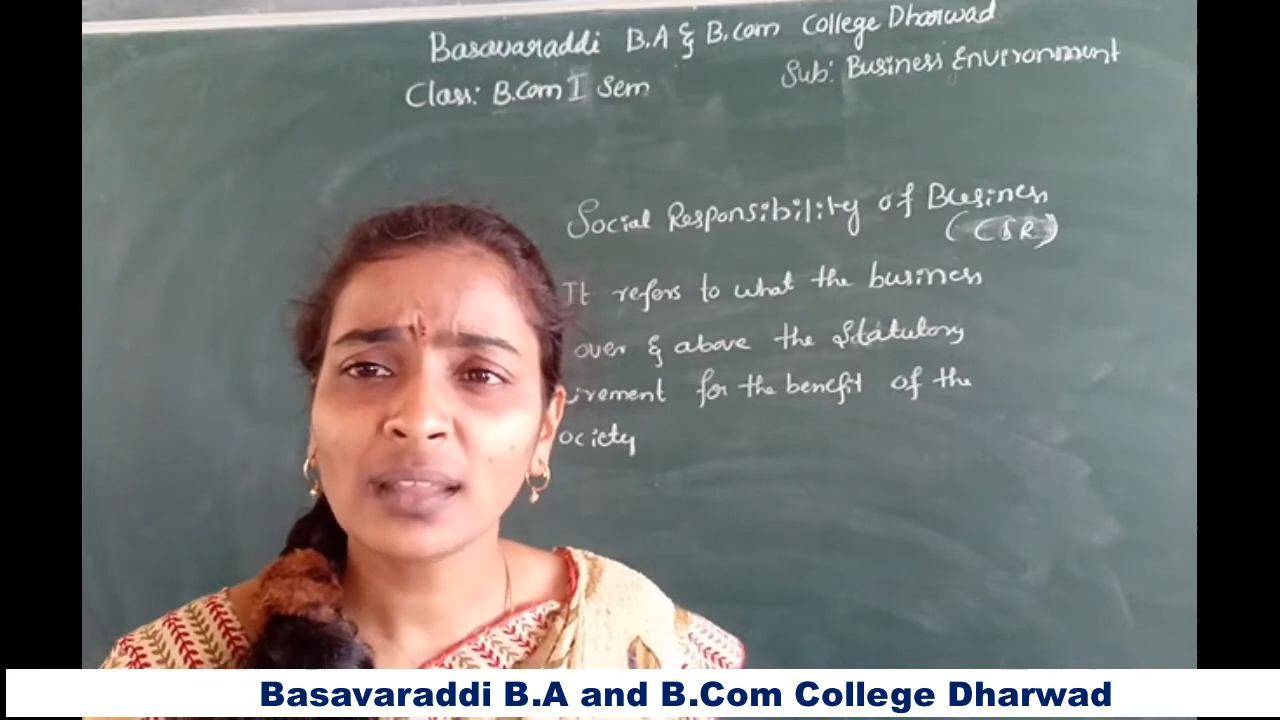 Basavaraddi B.A & B.com College Dharwad
Class: B.Com I Sem
Sub: Business Environment
Social Responsibility of Business
(CSR)
It refers to what the business
over & above the Statutory
irement for the benefit of the
ociety
Basavaraddi B.A and B.Com College Dharwad